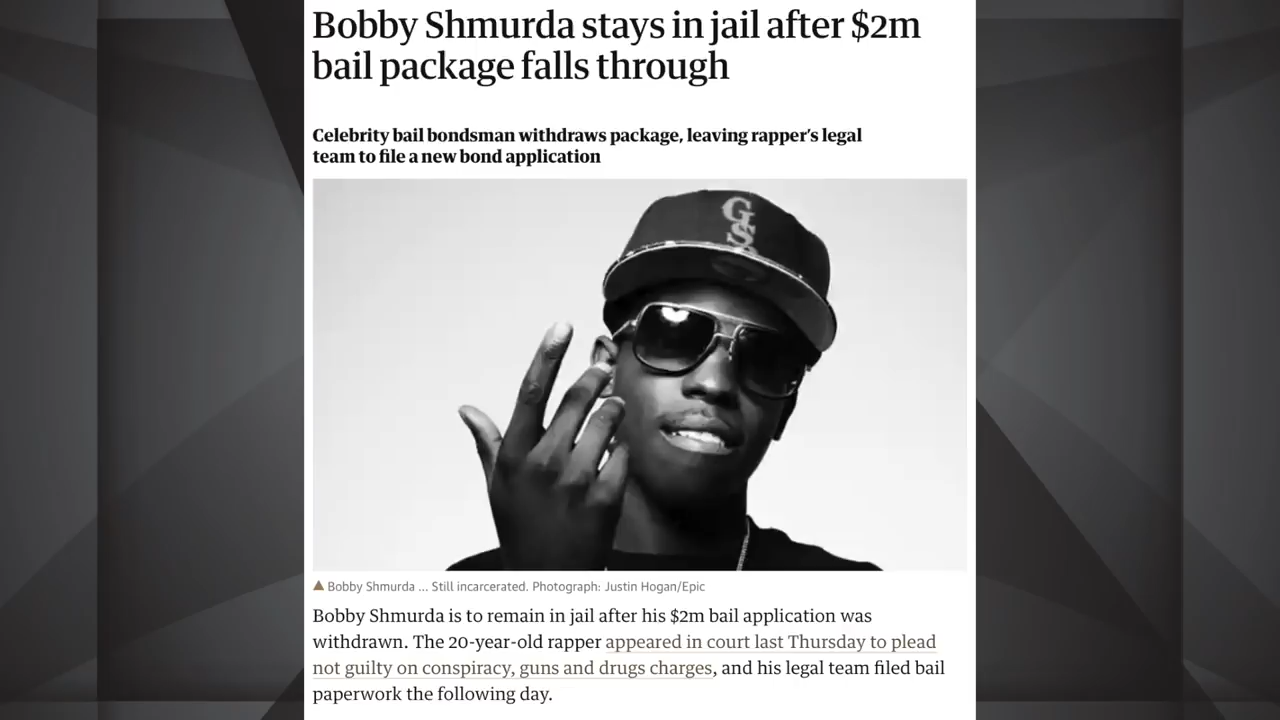 Bobby Shmurda stays in jail after $2m
bail package falls through
Celebrity bail bondsman withdraws package, leaving rapper's legal
team to file a new bond application
GS
▲ Bobby Shmurda ... Still incarcerated. Photograph: Justin Hogan/Epic
Bobby Shmurda is to remain in jail after his $2m bail application was
withdrawn. The 20-year-old rapper appeared in court last Thursday to plead
not guilty on conspiracy, guns and drugs charges, and his legal team filed bail
paperwork the following day.